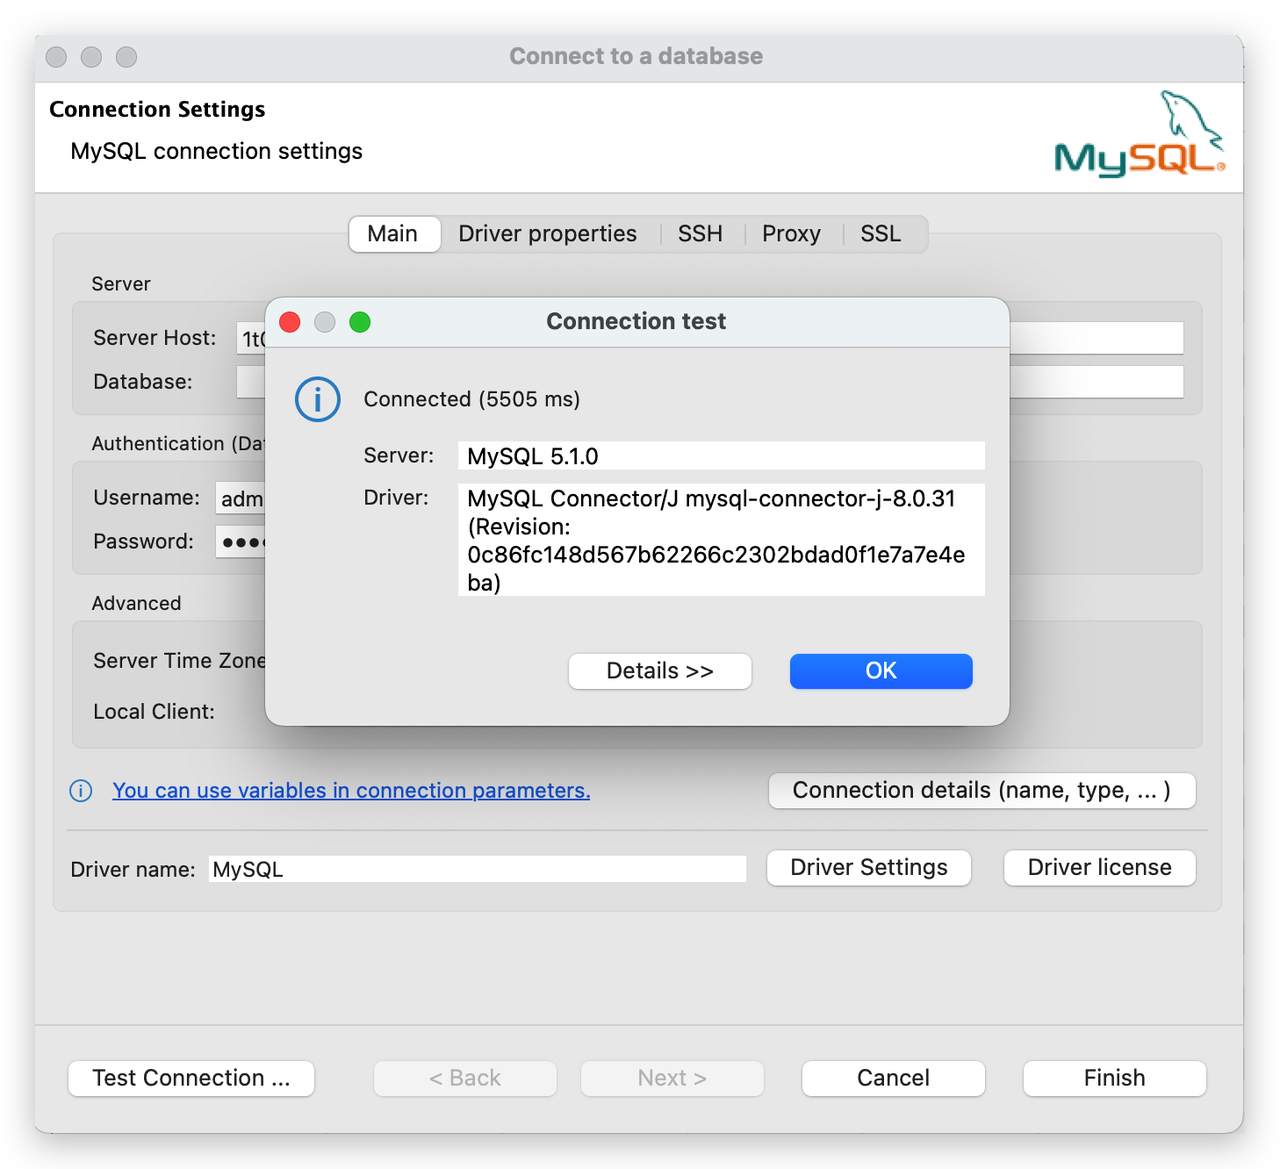 Connect to a database
Connection Settings
MySQL connection settings
MySQL®
Main Driver properties SSH Proxy SSL
Server
Server Host: 1t
Database:
Authentication (Da
Username: adm
Password: ••••
Advanced
Server Time Zone
Local Client:
Connection test
Connected (5505 ms)
Server: MySQL 5.1.0
Driver: MySQL Connector/J mysql-connector-j-8.0.31
(Revision:
0c86fc148d567b62266c2302bdad0f1e7a7e4e
ba)
Details >> OK
You can use variables in connection parameters.
Connection details (name, type, ... )
Driver name: MySQL Driver Settings Driver license
Test Connection ... < Back Next > Cancel Finish